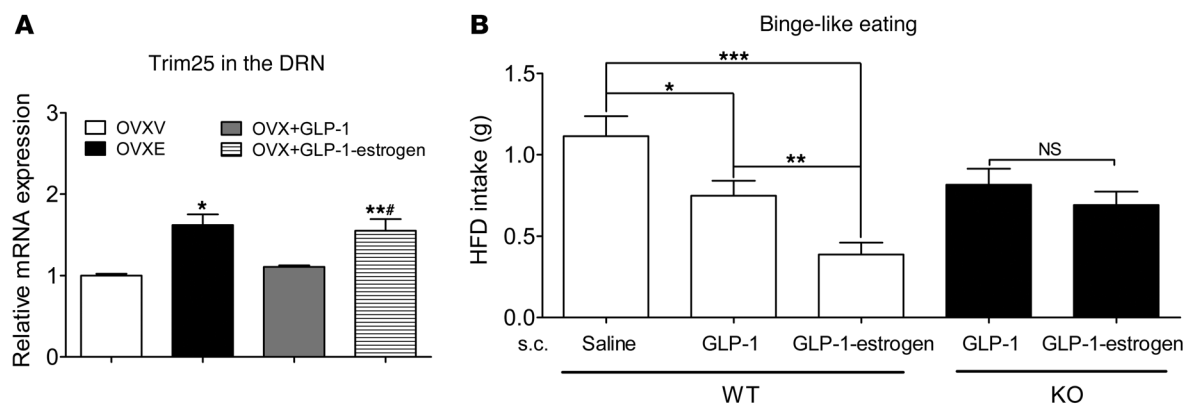 A
Trim25 in the DRN
Relative mRNA expression
3
2
1
0
OVXV
OVX+GLP-1
OVXE
OVX+GLP-1-estrogen
*
**#
B
Binge-like eating
HFD intake (g)
1.5
1.0
0.5
0.0
***
*
**
NS
s.c.
Saline
GLP-1
GLP-1-estrogen
GLP-1
GLP-1-estrogen
WT
KO